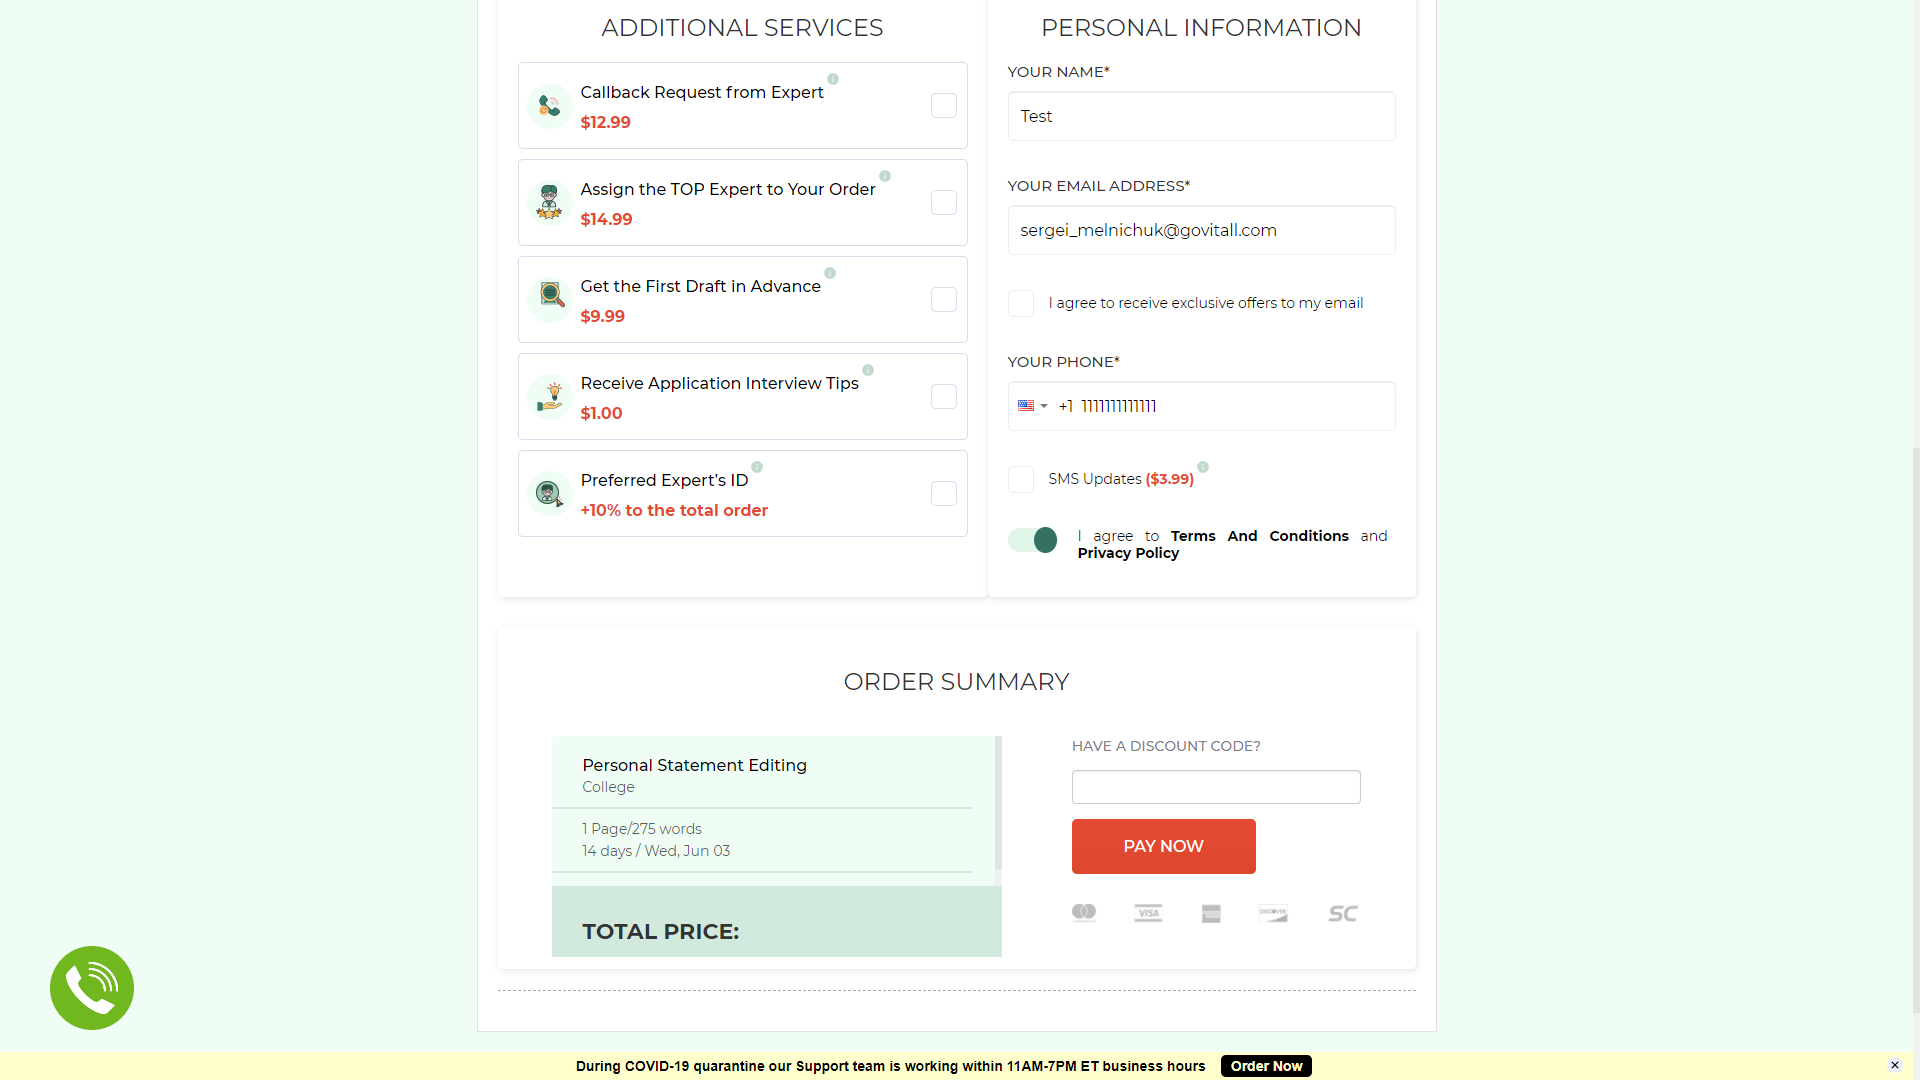 ADDITIONAL SERVICES
Callback Request from Expert
$12.99
Assign the TOP Expert to Your Order
$14.99
Get the First Draft in Advance
$9.99
Receive Application Interview Tips
$1.00
Preferred Expert's ID
+10% to the total order
PERSONAL INFORMATION
YOUR NAME*
Test
YOUR EMAIL ADDRESS*
sergei_melnichuk@govitall.com
I agree to receive exclusive offers to my email
YOUR PHONE*
+1 1111111111111
SMS Updates ($3.99)
I agree to Terms And Conditions and
Privacy Policy
ORDER SUMMARY
Personal Statement Editing
College
1 Page/275 words
14 days / Wed, Jun 03
TOTAL PRICE:
HAVE A DISCOUNT CODE?
PAY NOW
VISA
DISCOVER
SC
During COVID-19 quarantine our Support team is working within 11AM-7PM ET business hours
Order Now